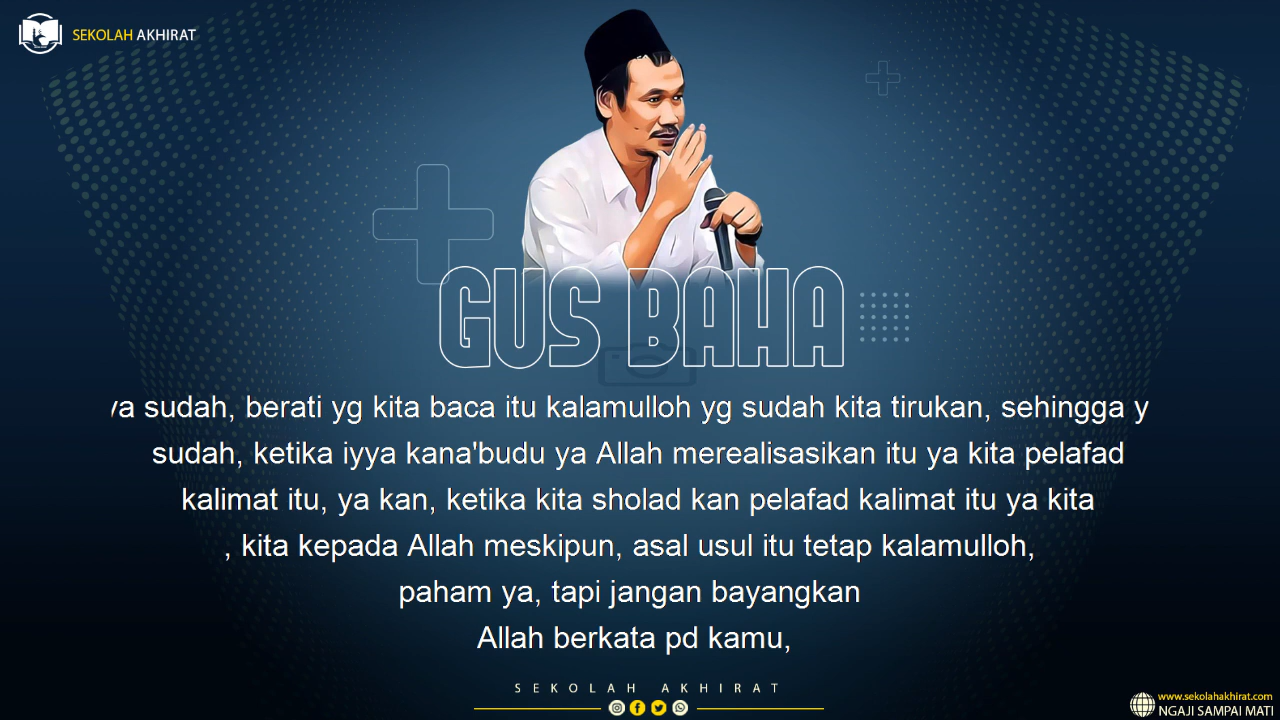 SEKOLAH AKHIRAT
GUS BAHA
ya sudah, berati yg kita baca itu kalamulloh yg sudah kita tirukan, sehingga y
sudah, ketika iyya kana'budu ya Allah merealisasikan itu ya kita pelafad
kalimat itu, ya kan, ketika kita sholad kan pelafad kalimat itu ya kita
, kita kepada Allah meskipun, asal usul itu tetap kalamulloh,
paham ya, tapi jangan bayangkan
Allah berkata pd kamu,
SEKOLAH AKHIRAT
www.sekolahakhirat.com
NGAJI SAMPAI MATI